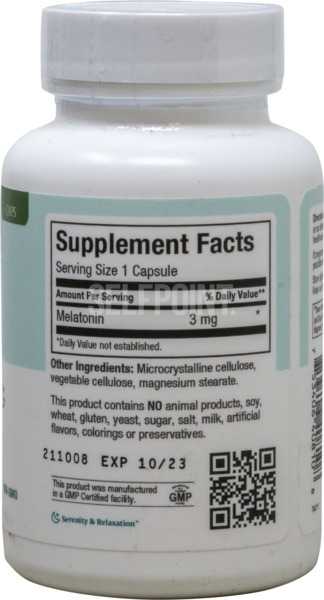 CAPS
Supplement Facts
Serving Size 1 Capsule
Amount Per Serving % Daily Value**
SELFPOINT.
Melatonin 3 mg *
*Daily Value not established.
Other Ingredients: Microcrystalline cellulose,
vegetable cellulose, magnesium stearate.
This product contains NO animal products, soy,
wheat, gluten, yeast, sugar, salt, milk, artificial
flavors, colorings or preservatives.
211008 EXP 10/23
This product was manufactured
in a GMP Certified facility.
GMP
Serenity & Relaxation*